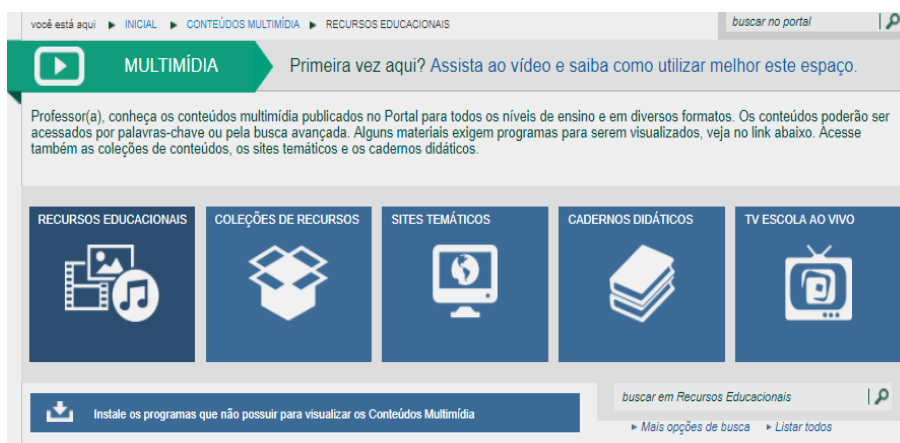 você está aqui ▶ INICIAL ▶ CONTEÚDOS MULTIMÍDIA ▶ RECURSOS EDUCACIONAIS
buscar no portal
MULTIMÍDIA
Primeira vez aqui? Assista ao vídeo e saiba como utilizar melhor este espaço.
Professor(a), conheça os conteúdos multimídia publicados no Portal para todos os níveis de ensino e em diversos formatos. Os conteúdos poderão ser
acessados por palavras-chave ou pela busca avançada. Alguns materiais exigem programas para serem visualizados, veja no link abaixo. Acesse
também as coleções de conteúdos, os sites temáticos e os cadernos didáticos.
RECURSOS EDUCACIONAIS
COLEÇÕES DE RECURSOS
SITES TEMÁTICOS
CADERNOS DIDÁTICOS
TV ESCOLA AO VIVO
Instale os programas que não possuir para visualizar os Conteúdos Multimídia
buscar em Recursos Educacionais
▶ Mais opções de busca ▶ Listar todos